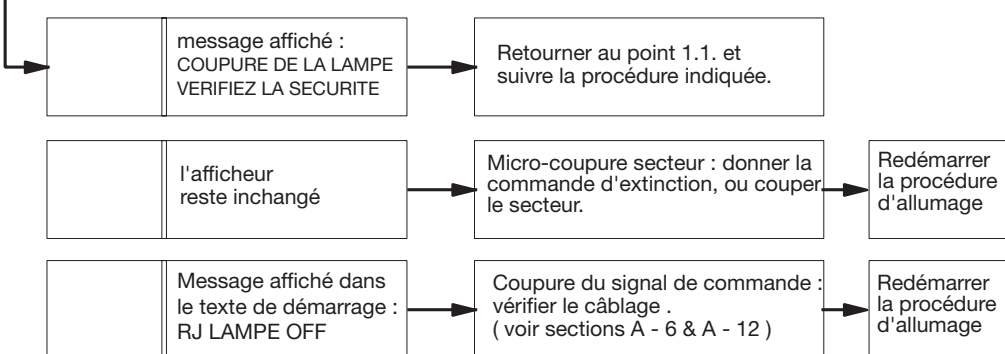 message affiché :
COUPURE DE LA LAMPE
VERIFIEZ LA SECURITE
Retourner au point 1.1. et
suivre la procédure indiquée.
l'afficheur
reste inchangé
Micro-coupure secteur : donner la
commande d'extinction, ou couper
le secteur.
Redémarrer
la procédure
d'allumage
Message affiché dans
le texte de démarrage :
RJ LAMPE OFF
Coupure du signal de commande :
vérifier le câblage .
( voir sections A - 6 & A - 12 )
Redémarrer
la procédure
d'allumage